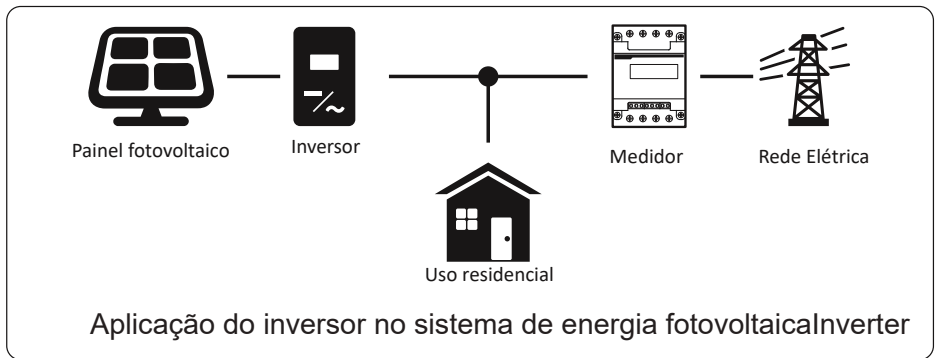 Painel fotovoltaico
Inversor
Medidor
Rede Elétrica
Uso residencial
Aplicação do inversor no sistema de energia fotovoltaicaInverter